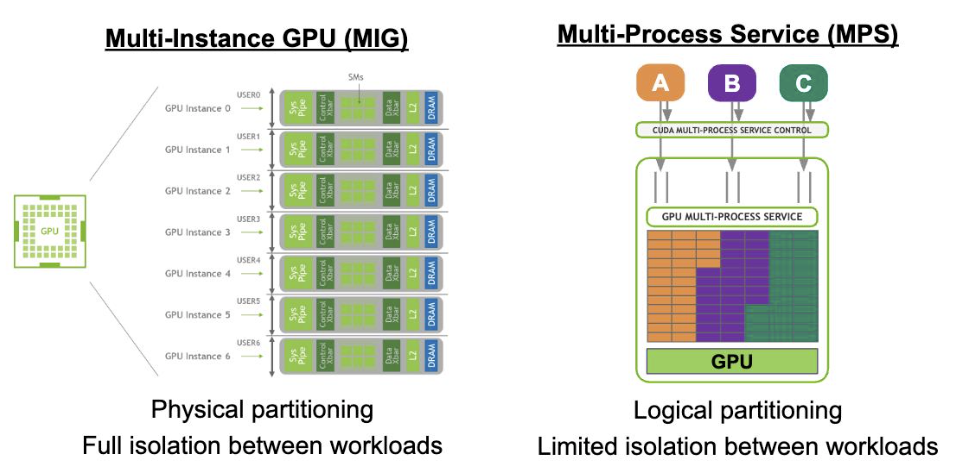 Multi-Instance GPU (MIG)
SMs
GPU
GPU Instance 0
USER0
Sys Pipe
Control Xbar
Data Xbar
L2
DRAM
GPU Instance 1
USER1
Sys Pipe
Control Xbar
Data Xbar
L2
DRAM
GPU Instance 2
USER2
Sys Pipe
Control Xbar
Data Xbar
L2
DRAM
GPU Instance 3
USER3
Sys Pipe
Control Xbar
Data Xbar
L2
DRAM
GPU Instance 4
USER4
Sys Pipe
Control Xbar
Data Xbar
L2
DRAM
GPU Instance 5
USER5
Sys Pipe
Control Xbar
Data Xbar
L2
DRAM
GPU Instance 6
USER6
Sys Pipe
Control Xbar
Data Xbar
L2
DRAM
Physical partitioning
Full isolation between workloads
Multi-Process Service (MPS)
A B C
CUDA MULTI-PROCESS SERVICE CONTROL
GPU MULTI-PROCESS SERVICE
GPU
Logical partitioning
Limited isolation between workloads